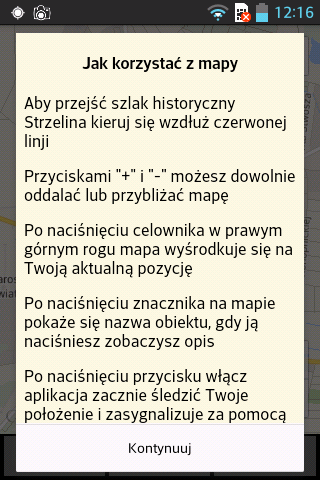 12:16
Jak korzystać z mapy
Aby przejść szlak historyczny
Strzelina kieruj się wzdłuż czerwonej
linji
Przyciskami "+" i "-" możesz dowolnie
oddalać lub przybliżać mapę
Po naciśnięciu celownika w prawym
górnym rogu mapa wyśrodkuje się na
Twoją aktualną pozycję
Po naciśnięciu znacznika na mapie
pokaże się nazwa obiektu, gdy ją
naciśniesz zobaczysz opis
Po naciśnięciu przycisku włącz
aplikacja zacznie śledzić Twoje
położenie i zasygnalizuje za pomocą
Kontynuuj